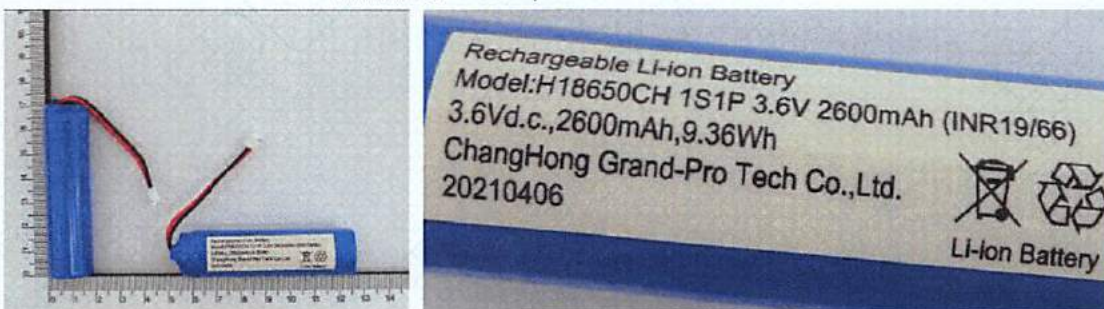 Rechargeable Li-ion Battery
Model:H18650CH 1S1P 3.6V 2600mAh (INR19/66)
3.6Vd.c.,2600mAh,9.36Wh
ChangHong Grand-Pro Tech Co.,Ltd.
20210406
Li-ion Battery